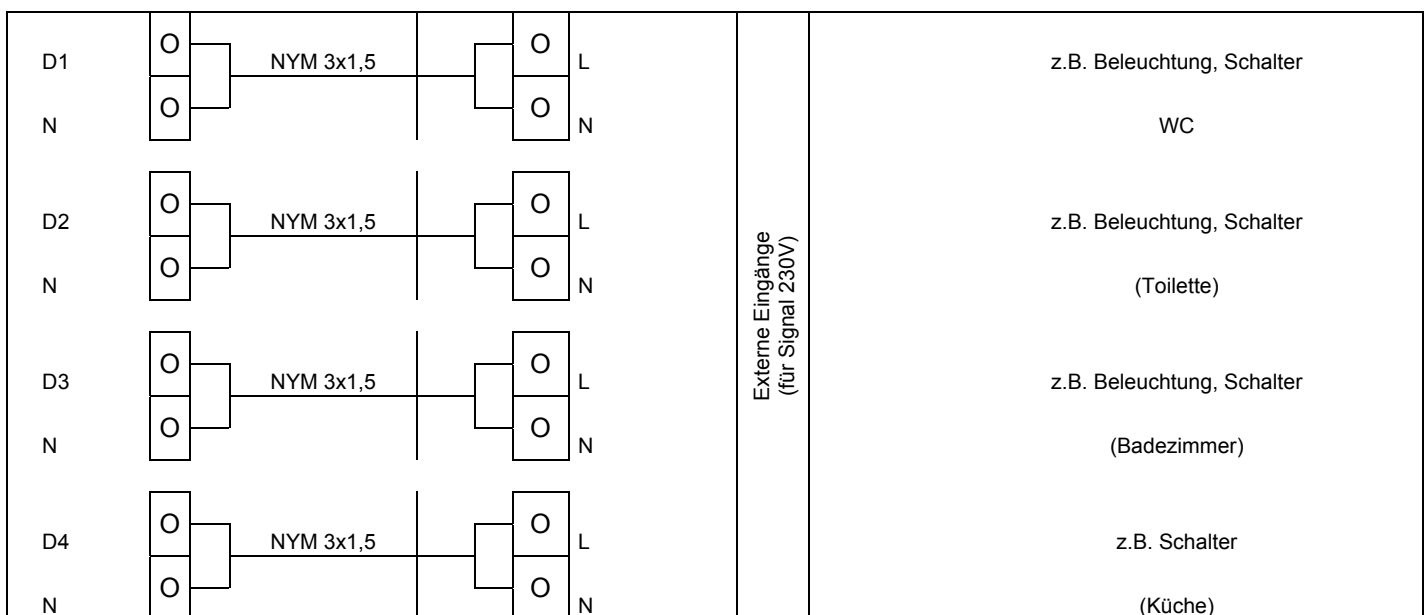 O O
D1 NYM 3x1,5 L z.B. Beleuchtung, Schalter
O O
N N WC
O O
D2 NYM 3x1,5 L z.B. Beleuchtung, Schalter
O O
N N (Toilette)
Externe Eingänge
(für Signal 230V)
O O
D3 NYM 3x1,5 L z.B. Beleuchtung, Schalter
O O
N N (Badezimmer)
O O
D4 NYM 3x1,5 L z.B. Schalter
O O
N N (Küche)